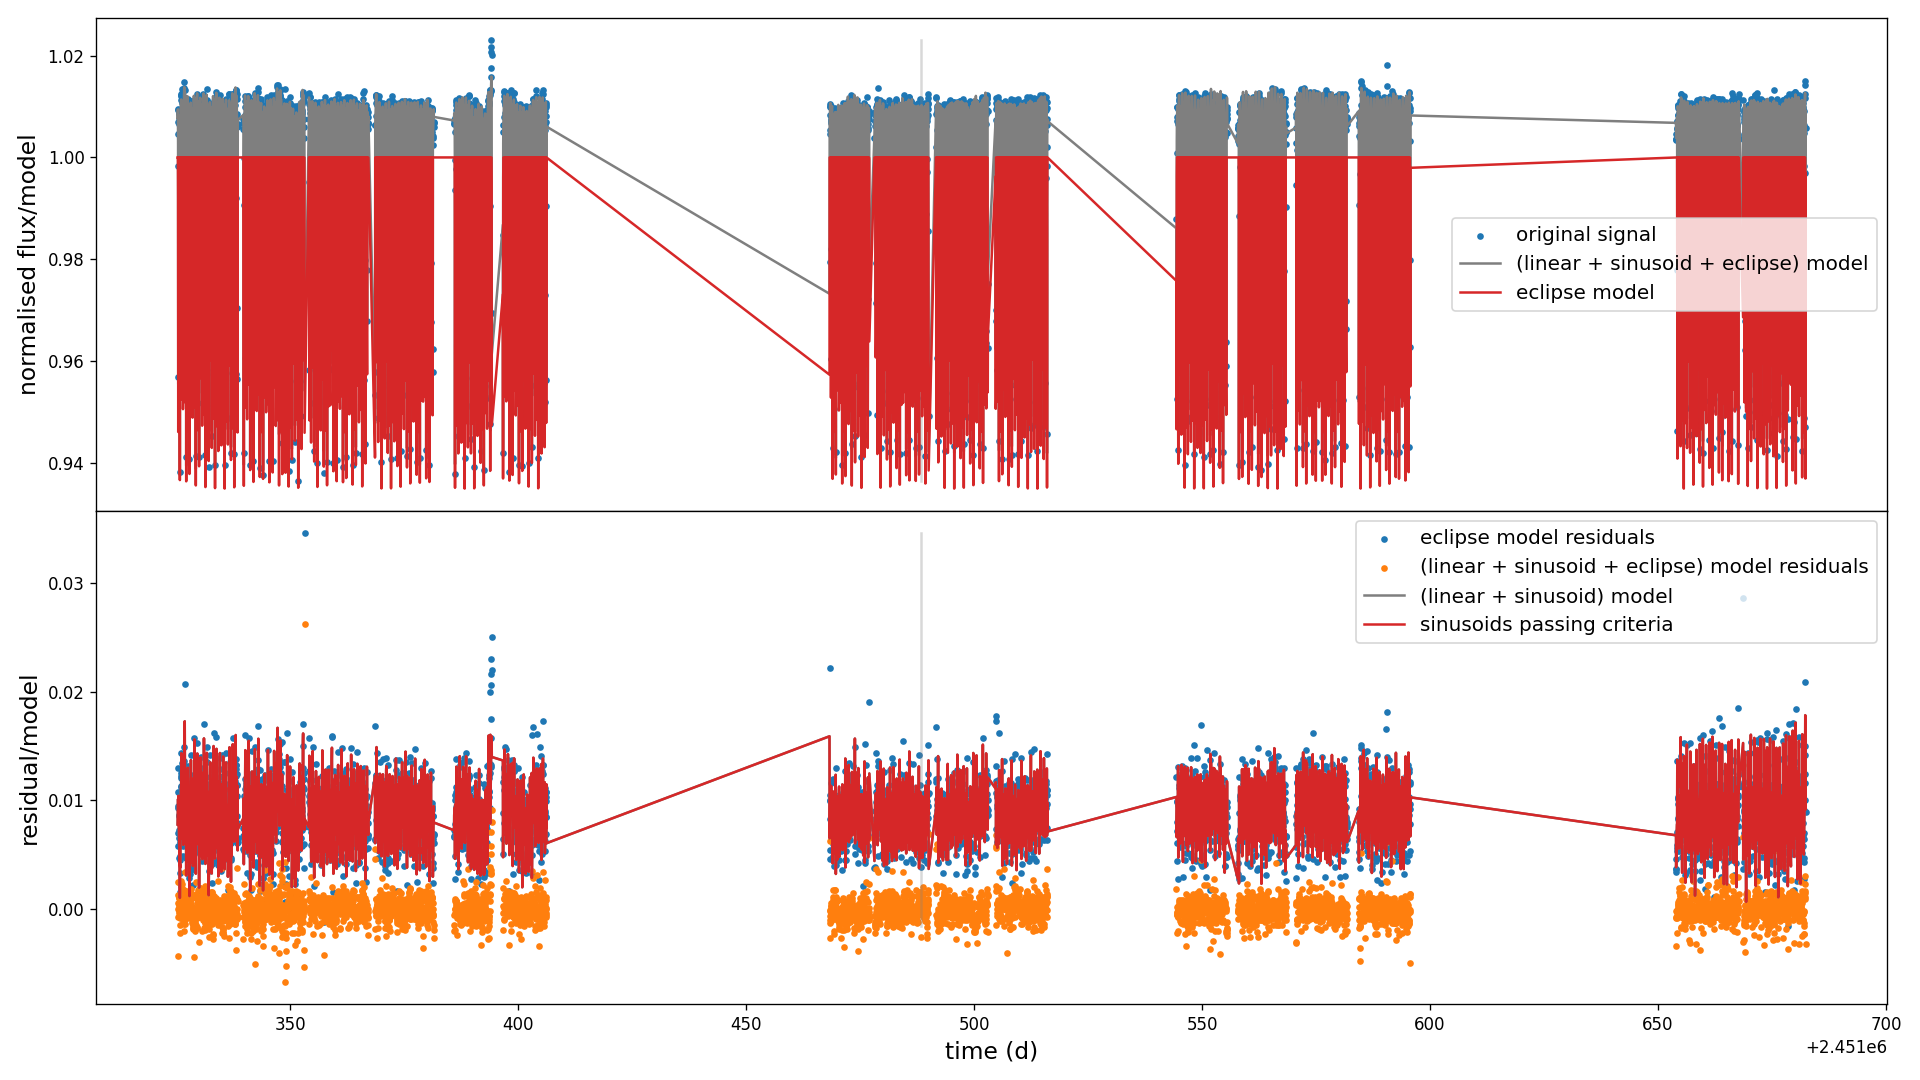 normalised flux/model
1.02
1.00
0.98
0.96
0.94
original signal
(linear + sinusoid + eclipse) model
eclipse model
residual/model
0.03
0.02
0.01
0.00
eclipse model residuals
(linear + sinusoid + eclipse) model residuals
(linear + sinusoid) model
sinusoids passing criteria
350
400
450
500
550
600
650
700
time (d)
+2.451e6